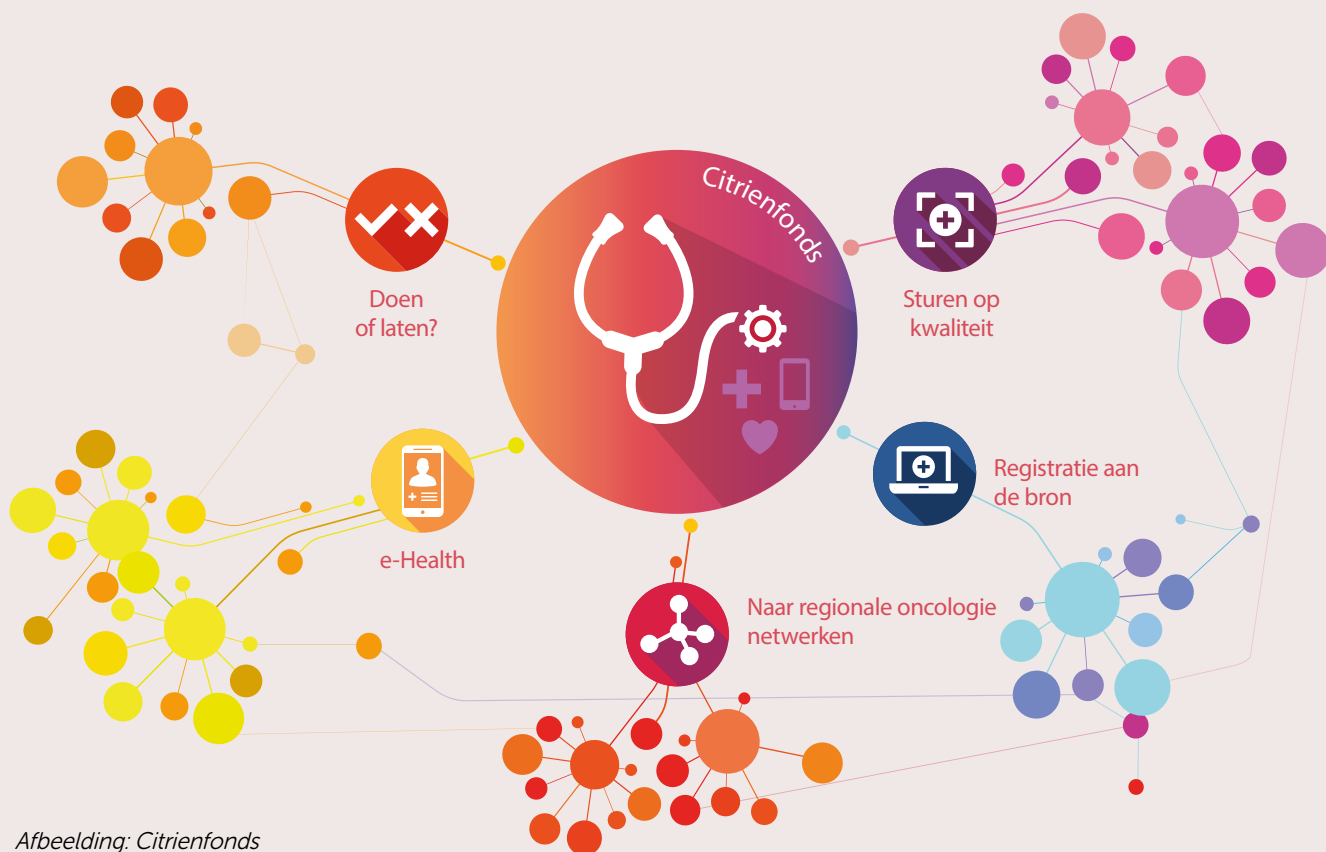 Citrienfonds
Doen
of laten?
Sturen op
kwaliteit
e-Health
Registratie aan
de bron
Naar regionale oncologie
netwerken
Afbeelding: Citrienfonds